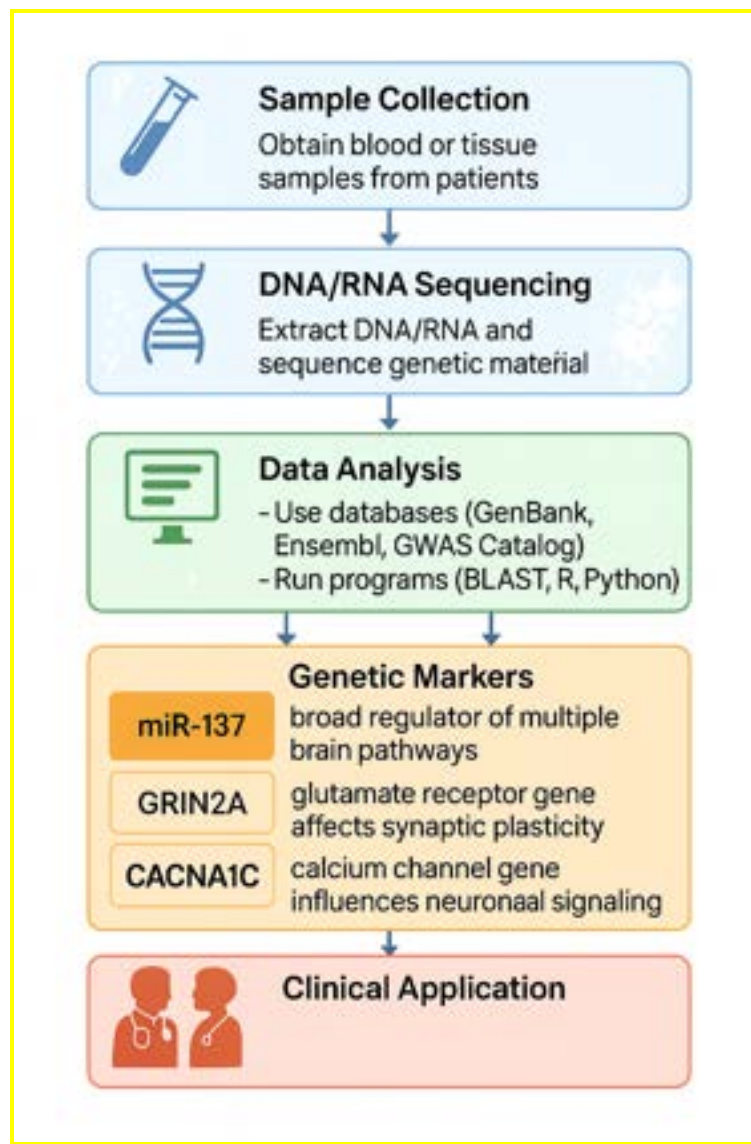 Sample Collection
Obtain blood or tissue
samples from patients
DNA/RNA Sequencing
Extract DNA/RNA and
sequence genetic material
Data Analysis
- Use databases (GenBank,
Ensembl, GWAS Catalog)
- Run programs (BLAST, R, Python)
Genetic Markers
miR-137
broad regulator of multiple
brain pathways
GRIN2A
glutamate receptor gene
affects synaptic plasticity
CACNA1C
calcium channel gene
influences neuronaal signaling
Clinical Application